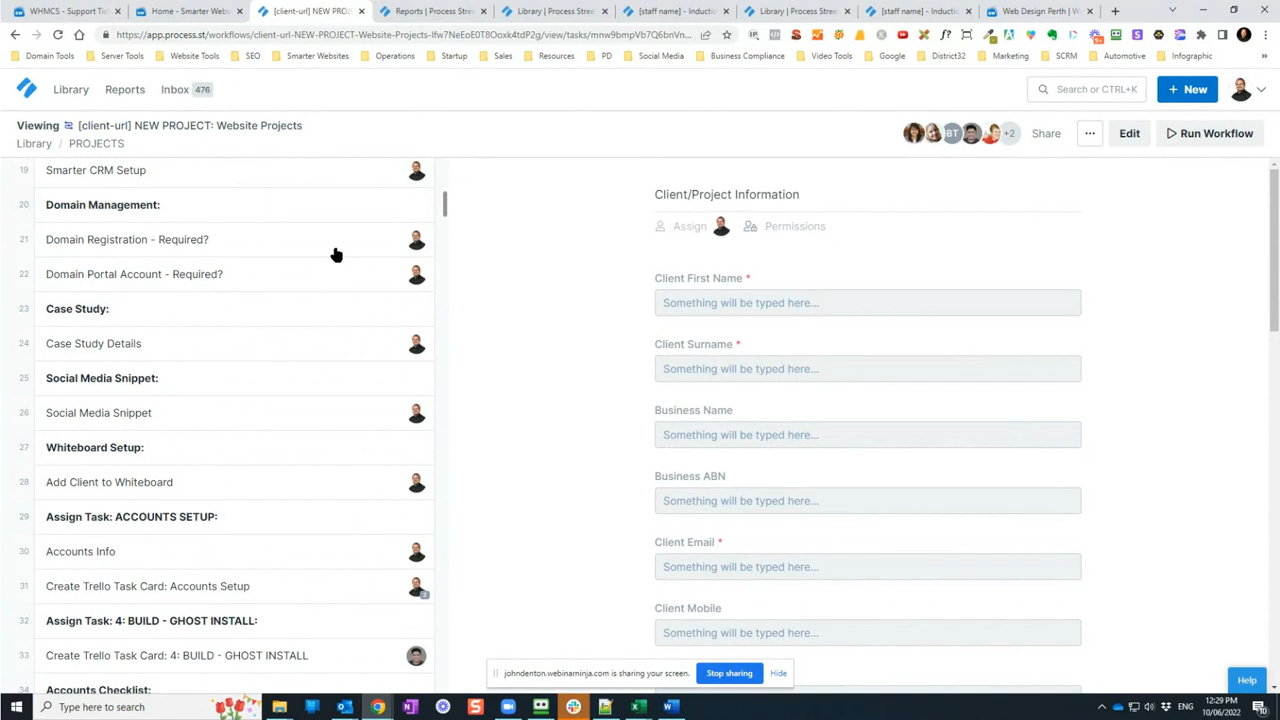 WHMCS - Support Tic
Home - Smarter Webs
[client-url] NEW PROJ
Reports | Process Stre
Library | Process Stre
[staff name] - Inducti
Library | Process Stre
[staff name] - Inducti
Web Design Perth | W
https://app.process.st/workflows/client-url-NEW-PROJECT-Website-Projects-Ifw7NeEoE0T8Ooxk4tdP2g/view/tasks/mnw9bmpVb7Q6bnVn...
Domain Tools
Server Tools
Website Tools
SEO
Smarter Websites
Operations
Startup
Sales
Resources
PD
Social Media
Business Compliance
Video Tools
Google
District32
Marketing
SCRM
Automotive
Infographic
Library
Reports
Inbox 476
Search or CTRL+K
+ New
Viewing [client-url] NEW PROJECT: Website Projects
Library / PROJECTS
BT
+2
Share
...
Edit
Run Workflow
19 Smarter CRM Setup
20 Domain Management:
21 Domain Registration - Required?
22 Domain Portal Account - Required?
23 Case Study:
24 Case Study Details
25 Social Media Snippet:
26 Social Media Snippet
27 Whiteboard Setup:
28 Add Client to Whiteboard
29 Assign Task: ACCOUNTS SETUP:
30 Accounts Info
31 Create Trello Task Card: Accounts Setup
32 Assign Task: 4: BUILD - GHOST INSTALL:
33 Create Trello Task Card: 4: BUILD - GHOST INSTALL
34 Accounts Checklist:
Client/Project Information
Assign
Permissions
Client First Name *
Something will be typed here...
Client Surname *
Something will be typed here...
Business Name
Something will be typed here...
Business ABN
Something will be typed here...
Client Email *
Something will be typed here...
Client Mobile
Something will be typed here...
johndenton.webinarninja.com is sharing your screen.
Stop sharing
Hide
Help
Type here to search
ENG
12:29 PM
10/06/2022